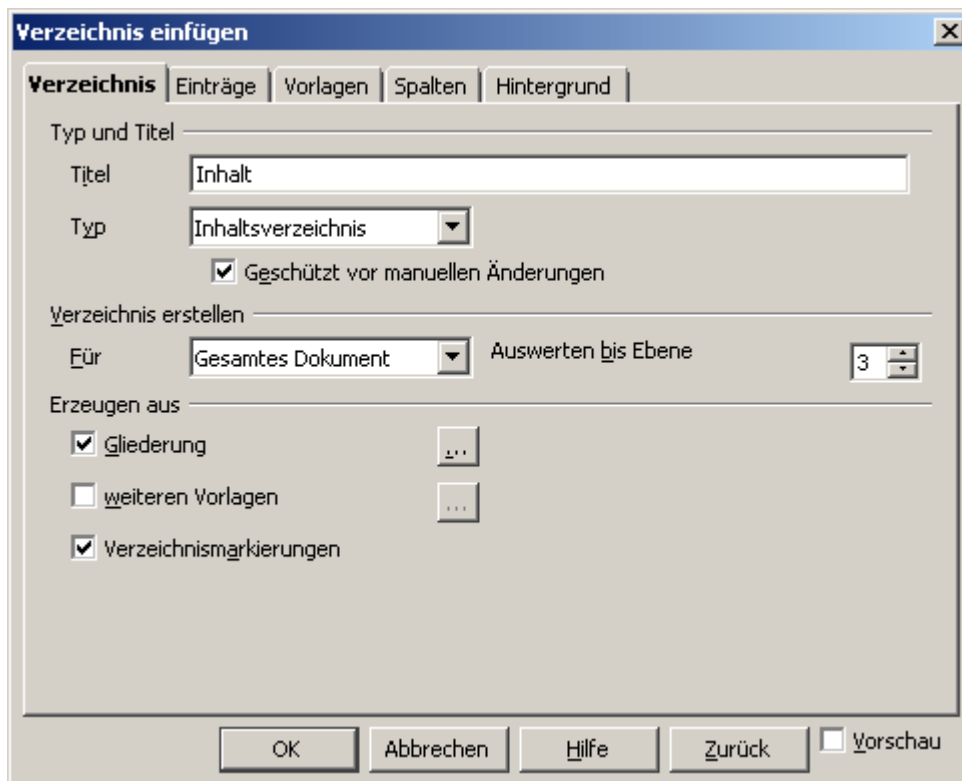 Verzeichnis einfügen
Verzeichnis Einträge Vorlagen Spalten Hintergrund
Typ und Titel
Titel Inhalt
Typ Inhaltsverzeichnis
Geschützt vor manuellen Änderungen
Verzeichnis erstellen
Für Gesamtes Dokument Auswerten bis Ebene 3
Erzeugen aus
Gliederung ...
weiteren Vorlagen ...
Verzeichnismarkierungen
OK Abbrechen Hilfe Zurück Vorschau